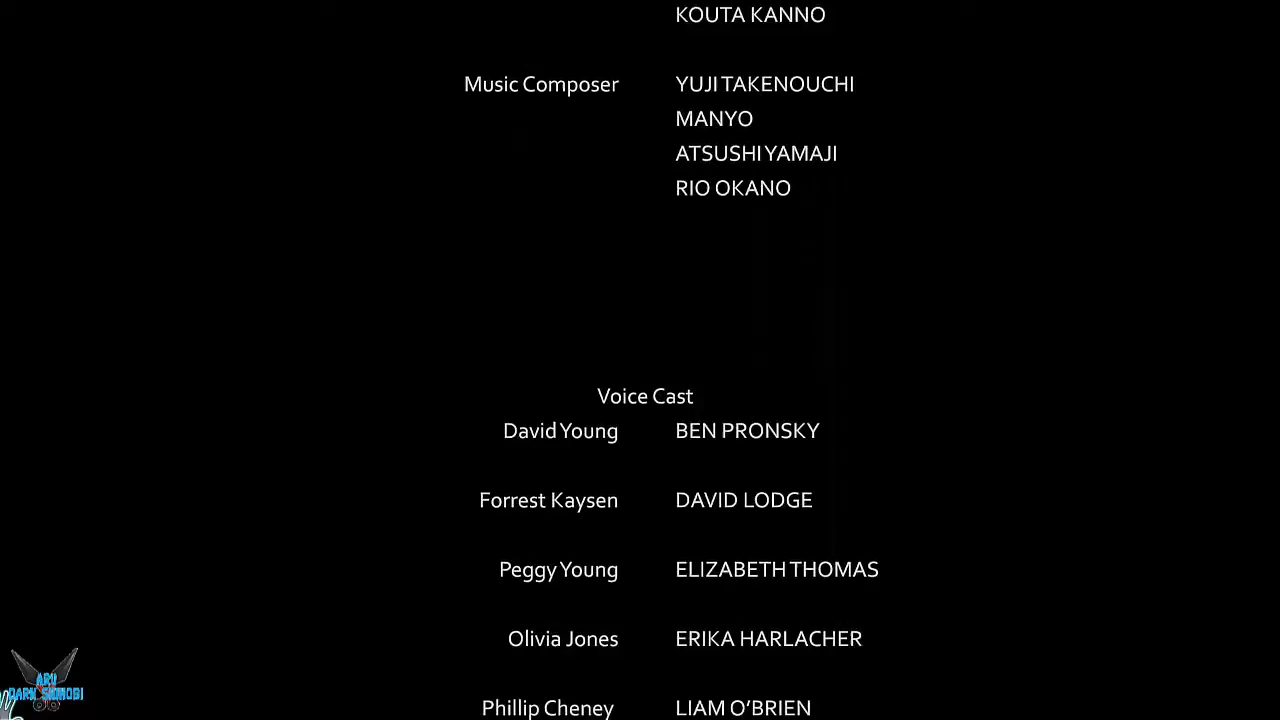 KOUTA KANNO
Music Composer YUJI TAKENOUCHI
MANYO
ATSUSHI YAMAJI
RIO OKANO
Voice Cast
David Young BEN PRONSKY
Forrest Kaysen DAVID LODGE
Peggy Young ELIZABETH THOMAS
Olivia Jones ERIKA HARLACHER
Phillip Cheney LIAM O’BRIEN